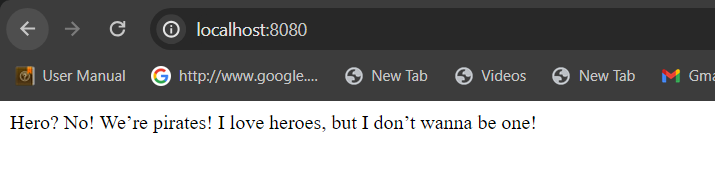 localhost:8080
User Manual http://www.google.... New Tab Videos New Tab
Hero? No! We’re pirates! I love heroes, but I don’t wanna be one!